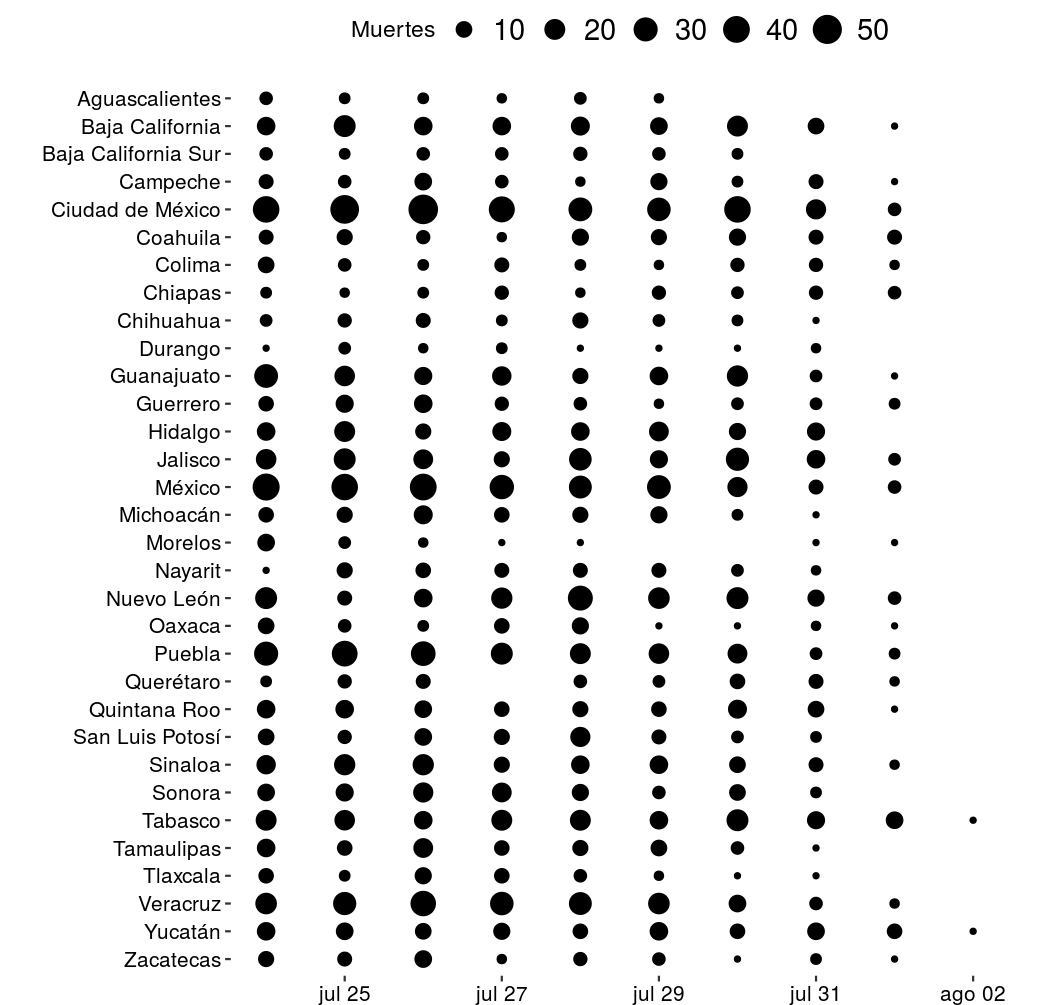 Muertes 10 20 30 40 50
Aguascalientes
Baja California
Baja California Sur
Campeche
Ciudad de México
Coahuila
Colima
Chiapas
Chihuahua
Durango
Guanajuato
Guerrero
Hidalgo
Jalisco
México
Michoacán
Morelos
Nayarit
Nuevo León
Oaxaca
Puebla
Querétaro
Quintana Roo
San Luis Potosí
Sinaloa
Sonora
Tabasco
Tamaulipas
Tlaxcala
Veracruz
Yucatán
Zacatecas
jul 25 jul 27 jul 29 jul 31 ago 02